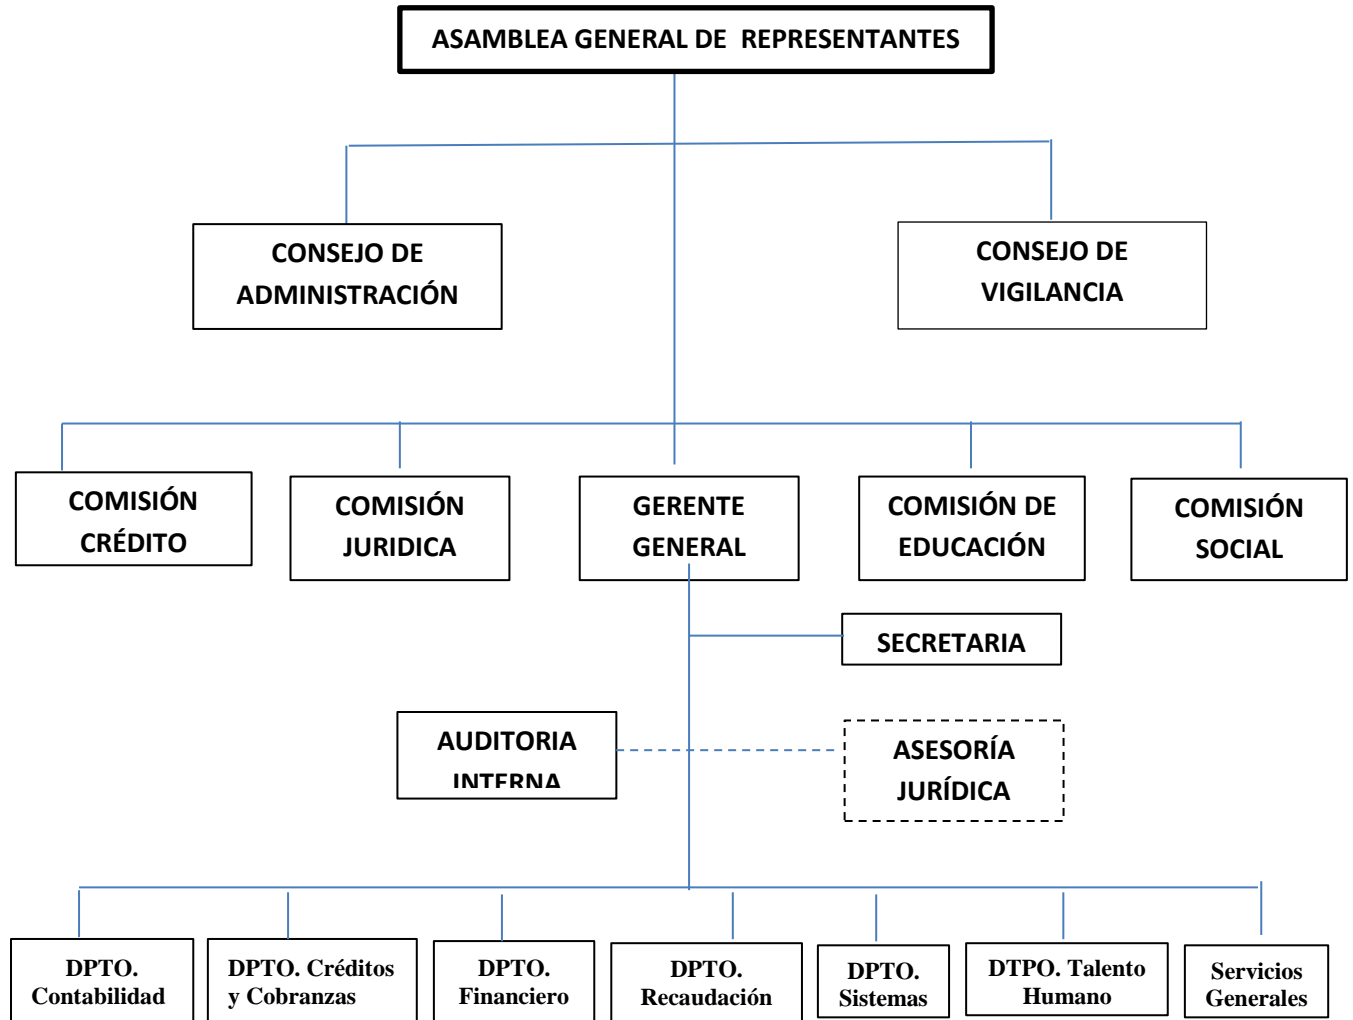 ASAMBLEA GENERAL DE REPRESENTANTES
CONSEJO DE
ADMINISTRACIÓN
CONSEJO DE
VIGILANCIA
COMISIÓN
CRÉDITO
COMISIÓN
JURIDICA
GERENTE
GENERAL
COMISIÓN DE
EDUCACIÓN
COMISIÓN
SOCIAL
SECRETARIA
AUDITORIA
INTERNA
ASESORÍA
JURÍDICA
DPTO.
Contabilidad
DPTO. Créditos
y Cobranzas
DPTO.
Financiero
DPTO.
Recaudación
DPTO.
Sistemas
DTPO. Talento
Humano
Servicios
Generales